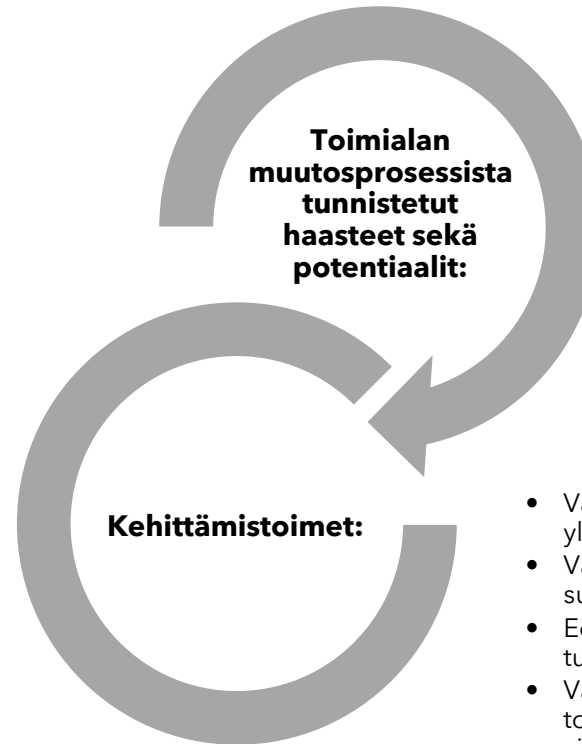 Toimialan
muutosprosessista
tunnistetut
haasteet sekä
potentiaalit:
Kehittämistoimet: